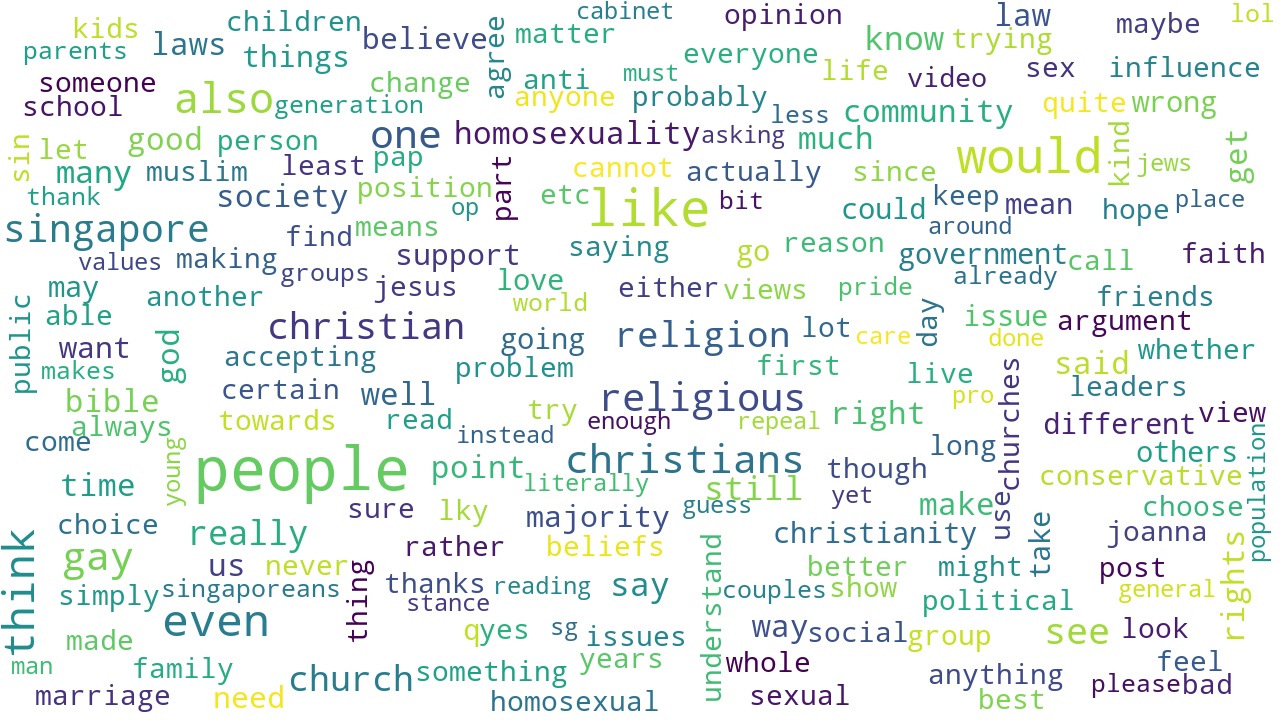 kids
children
cabinet
opinion
law
maybe
lol
parents
laws
things
believe
agree
matter
everyone
know
trying
someone
change
anti
must
life
video
sex
influence
school
also
generation
anyone
probably
less
community
quite
wrong
sin
let
good
person
one
homosexuality
asking
much
would
kind
jews
get
many
muslim
least
pap
part
cannot
actually
since
thank
society
position
op
etc
like
bit
could
keep
mean
hope
place
singapore
find
means
saying
go
reason
around
government
call
faith
values
making
groups
support
jesus
love
either
views
pride
already
friends
public
may
able
another
world
day
issue
argument
want
god
christian
going
religion
lot
care
done
whether
makes
accepting
problem
first
live
said
leaders
bible
certain
well
try
religious
right
pro
churches
different
view
always
towards
read
instead
enough
repeal
come
young
people
point
christians
still
though
long
others
population
time
literally
yet
conservative
choice
sure
lky
majority
guess
make
use
choose
think
gay
really
rather
beliefs
understand
christianity
take
joanna
rights
us
never
thing
thanks
reading
say
couples
better
might
post
simply
singaporeans
stance
show
political
general
even
q
yes
sg
issues
way
social
group
see
look
made
man
family
church
something
years
whole
anything
feel
marriage
need
homosexual
sexual
best
please
bad